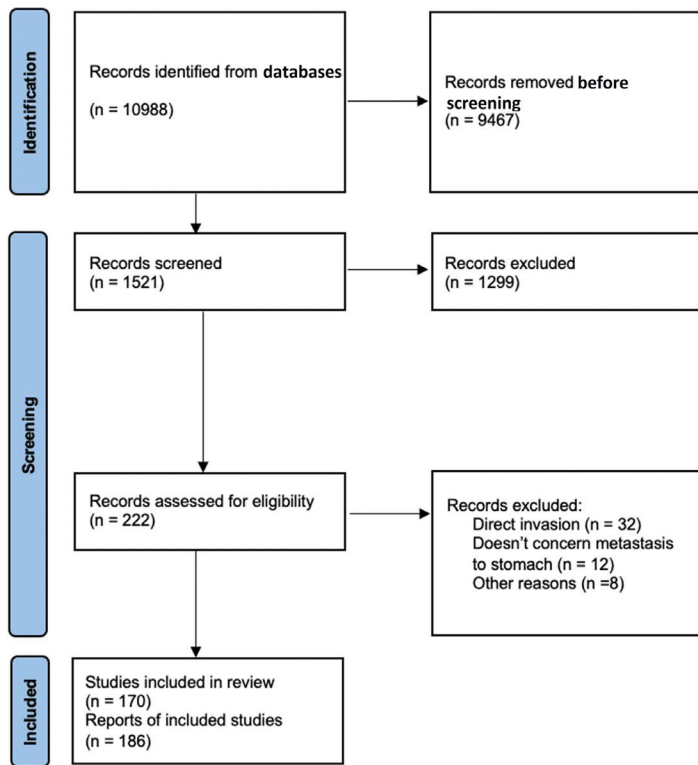 Identification
Records identified from databases
(n = 10988)
Records removed before
screening
(n = 9467)
Screening
Records screened
(n = 1521)
Records excluded
(n = 1299)
Records assessed for eligibility
(n = 222)
Records excluded:
Direct invasion (n = 32)
Doesn't concern metastasis
to stomach (n = 12)
Other reasons (n =8)
Included
Studies included in review
(n = 170)
Reports of included studies
(n = 186)